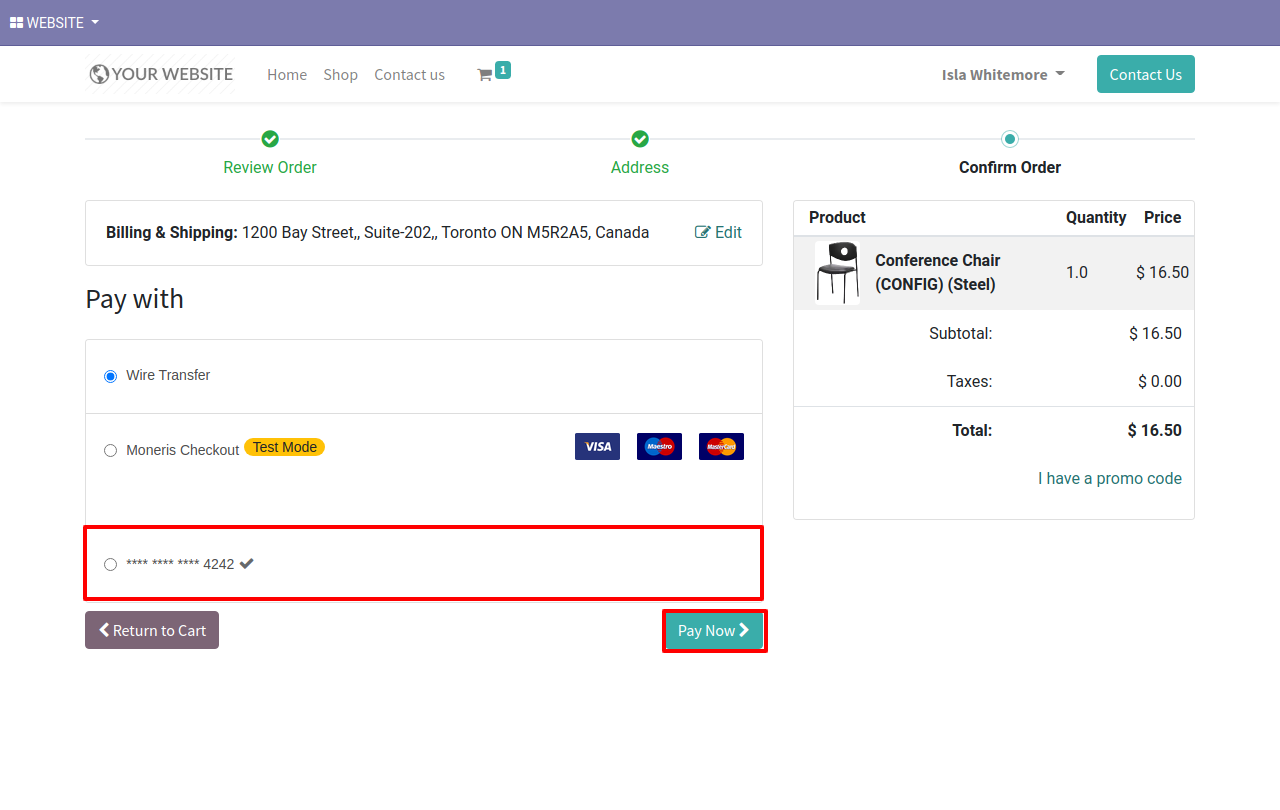 WEBSITE
YOUR WEBSITE Home Shop Contact us 1 Isla Whitemore Contact Us
Review Order Address Confirm Order
Billing & Shipping: 1200 Bay Street,, Suite-202,, Toronto ON M5R2A5, Canada Edit
Pay with
Wire Transfer
Moneris Checkout Test Mode VISA Maestro MasterCard
**** **** **** 4242
Return to Cart Pay Now
Product Quantity Price
Conference Chair
(CONFIG) (Steel) 1.0 $ 16.50
Subtotal: $ 16.50
Taxes: $ 0.00
Total: $ 16.50
I have a promo code